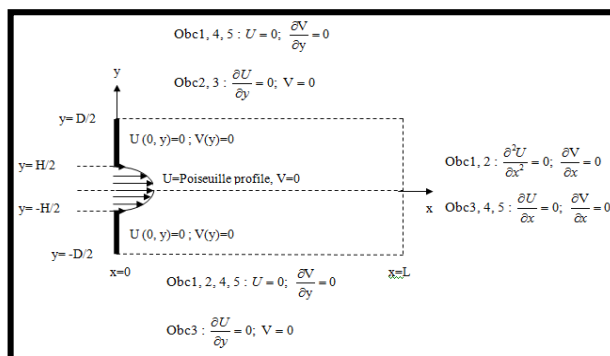 Obc1, 4, 5 : U = 0; ∂V/∂y = 0
y
Obc2, 3 : ∂U/∂y = 0; V = 0
y= D/2
U (0, y)=0 ; V(y)=0
y= H/2
U=Poiseuille profile, V=0
Obc1, 2 : ∂²U/∂x² = 0; ∂V/∂x = 0
x
y= -H/2
Obc3, 4, 5 : ∂U/∂x = 0; ∂V/∂x = 0
U (0, y)=0 ; V(y)=0
y= -D/2
x=0
Obc1, 2, 4, 5 : U = 0; ∂V/∂y = 0
x=L
Obc3 : ∂U/∂y = 0; V = 0